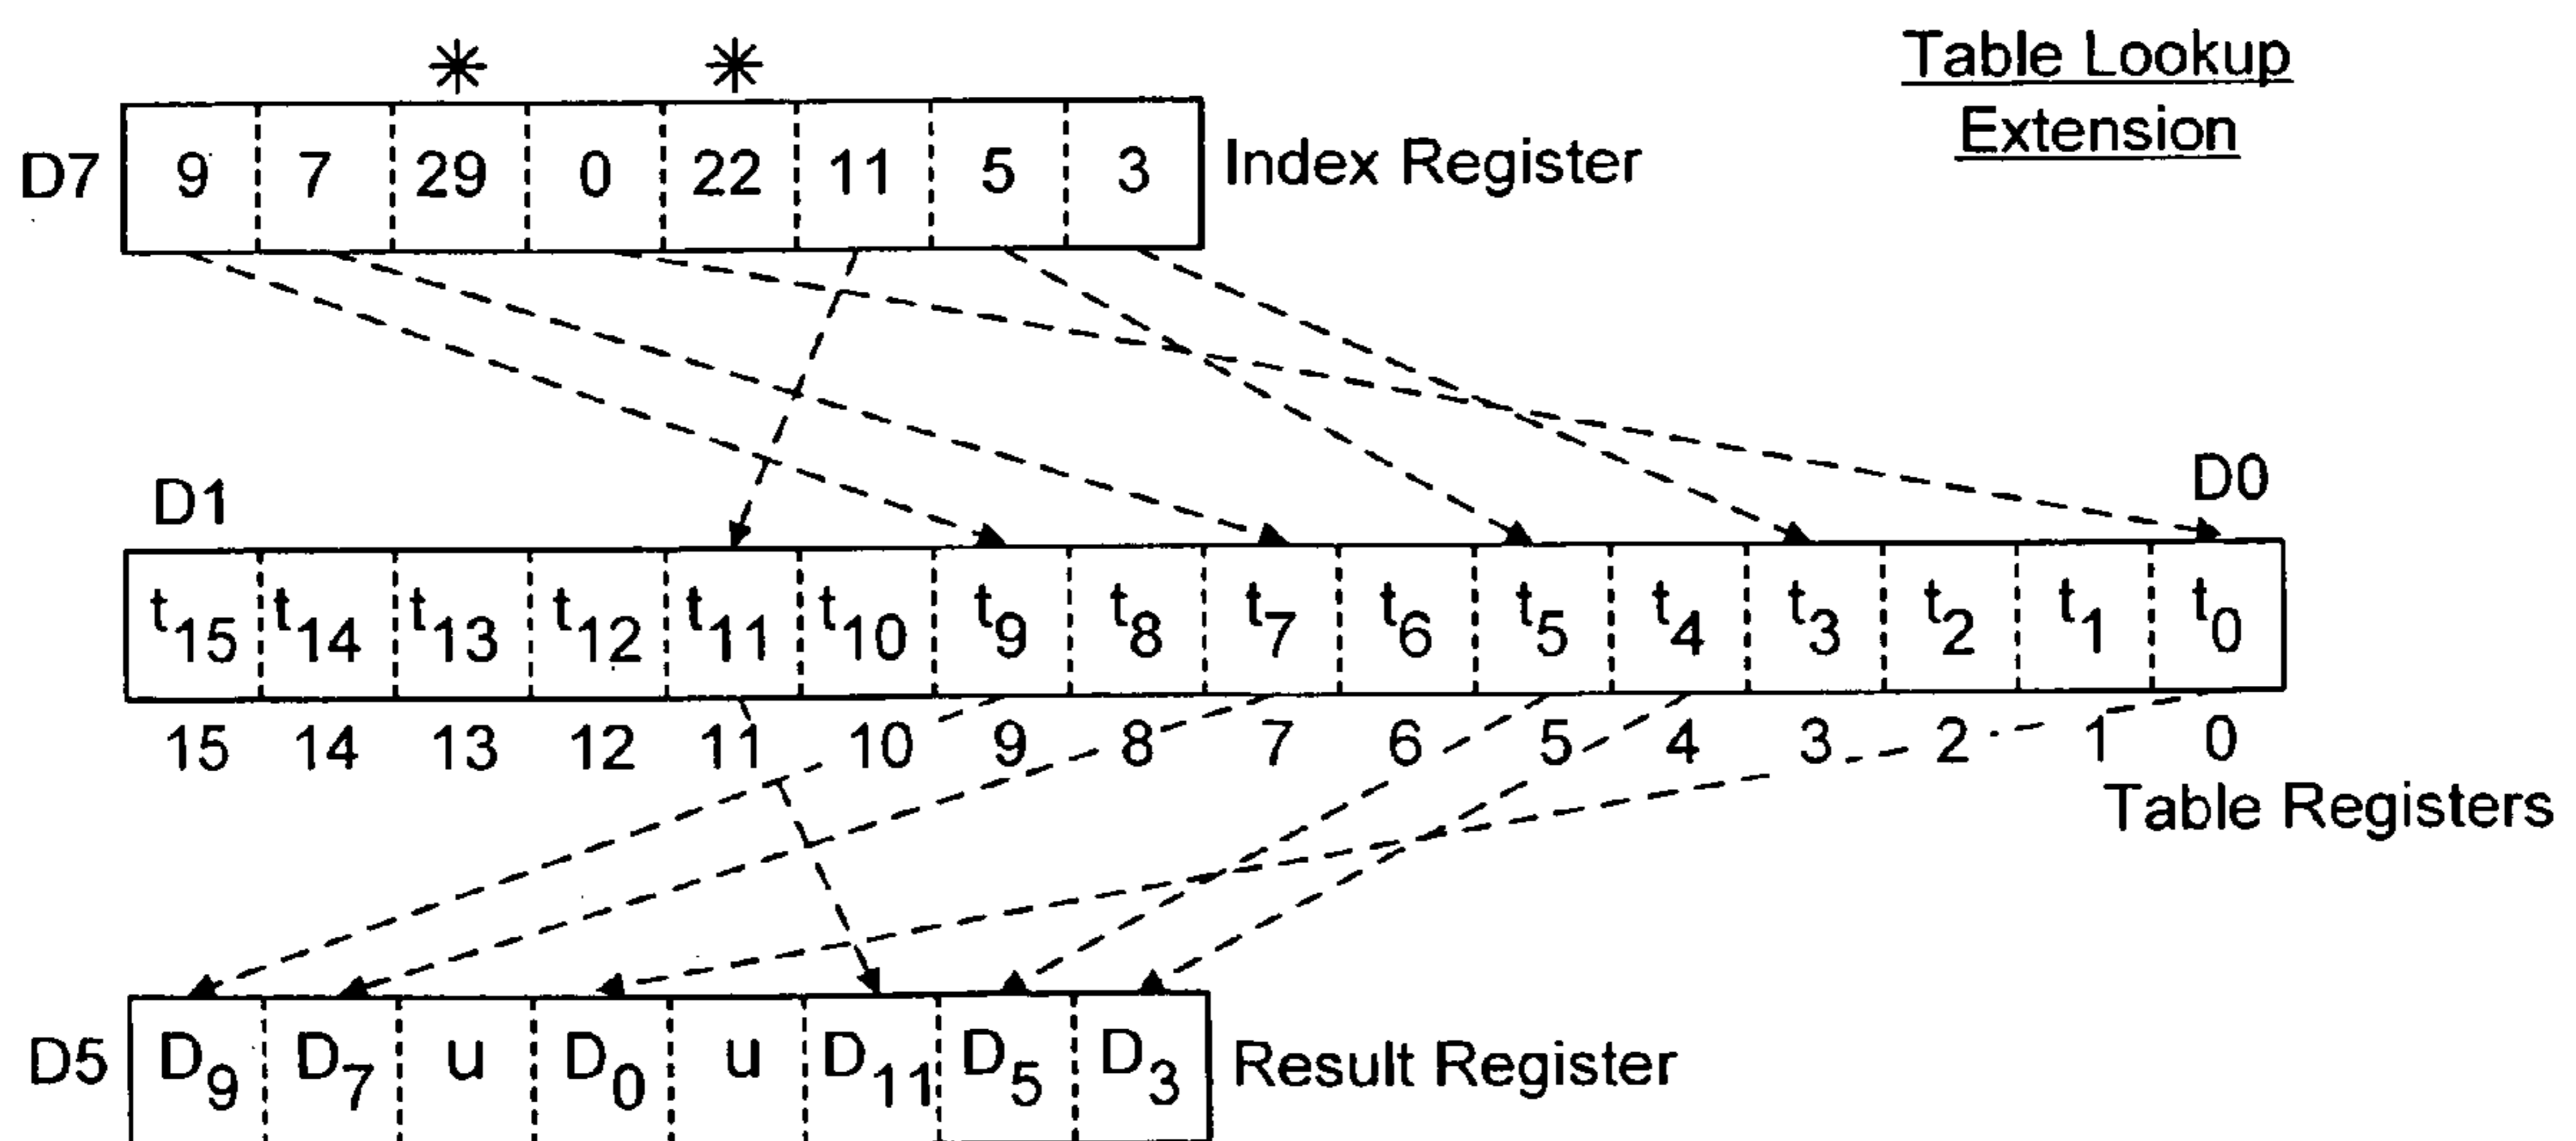 Table Lookup
Extension
✳ ✳
D7 9 7 29 0 22 11 5 3 Index Register
D1 D0
t15 t14 t13 t12 t11 t10 t9 t8 t7 t6 t5 t4 t3 t2 t1 t0
15 14 13 12 11 10 9 8 7 6 5 4 3 2 1 0
Table Registers
D5 D9 D7 u D0 u D11 D5 D3 Result Register